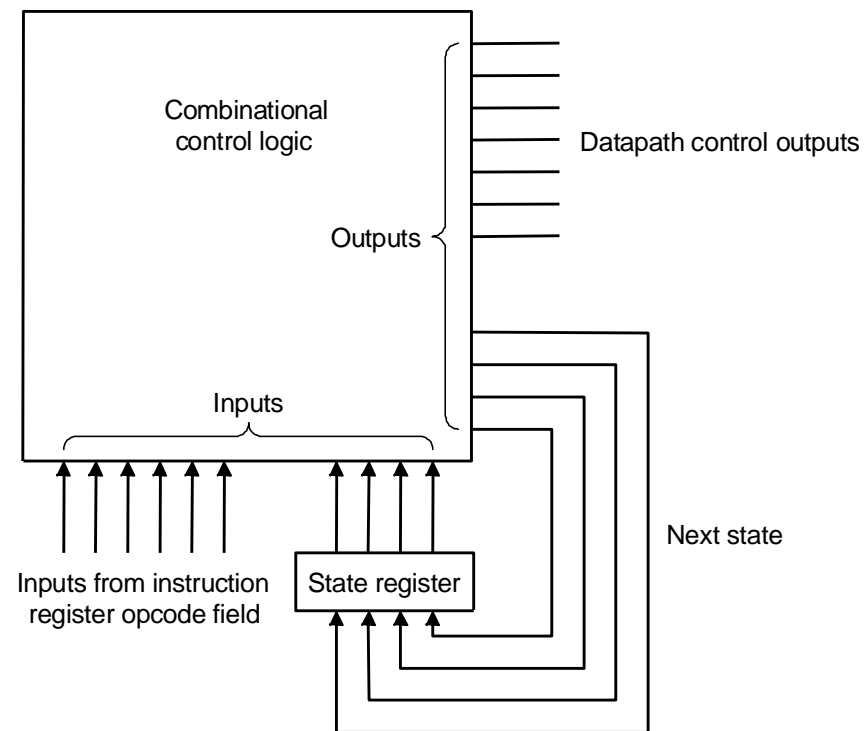 Combinational
control logic
Datapath control outputs
Outputs
Inputs
Next state
Inputs from instruction
register opcode field
State register